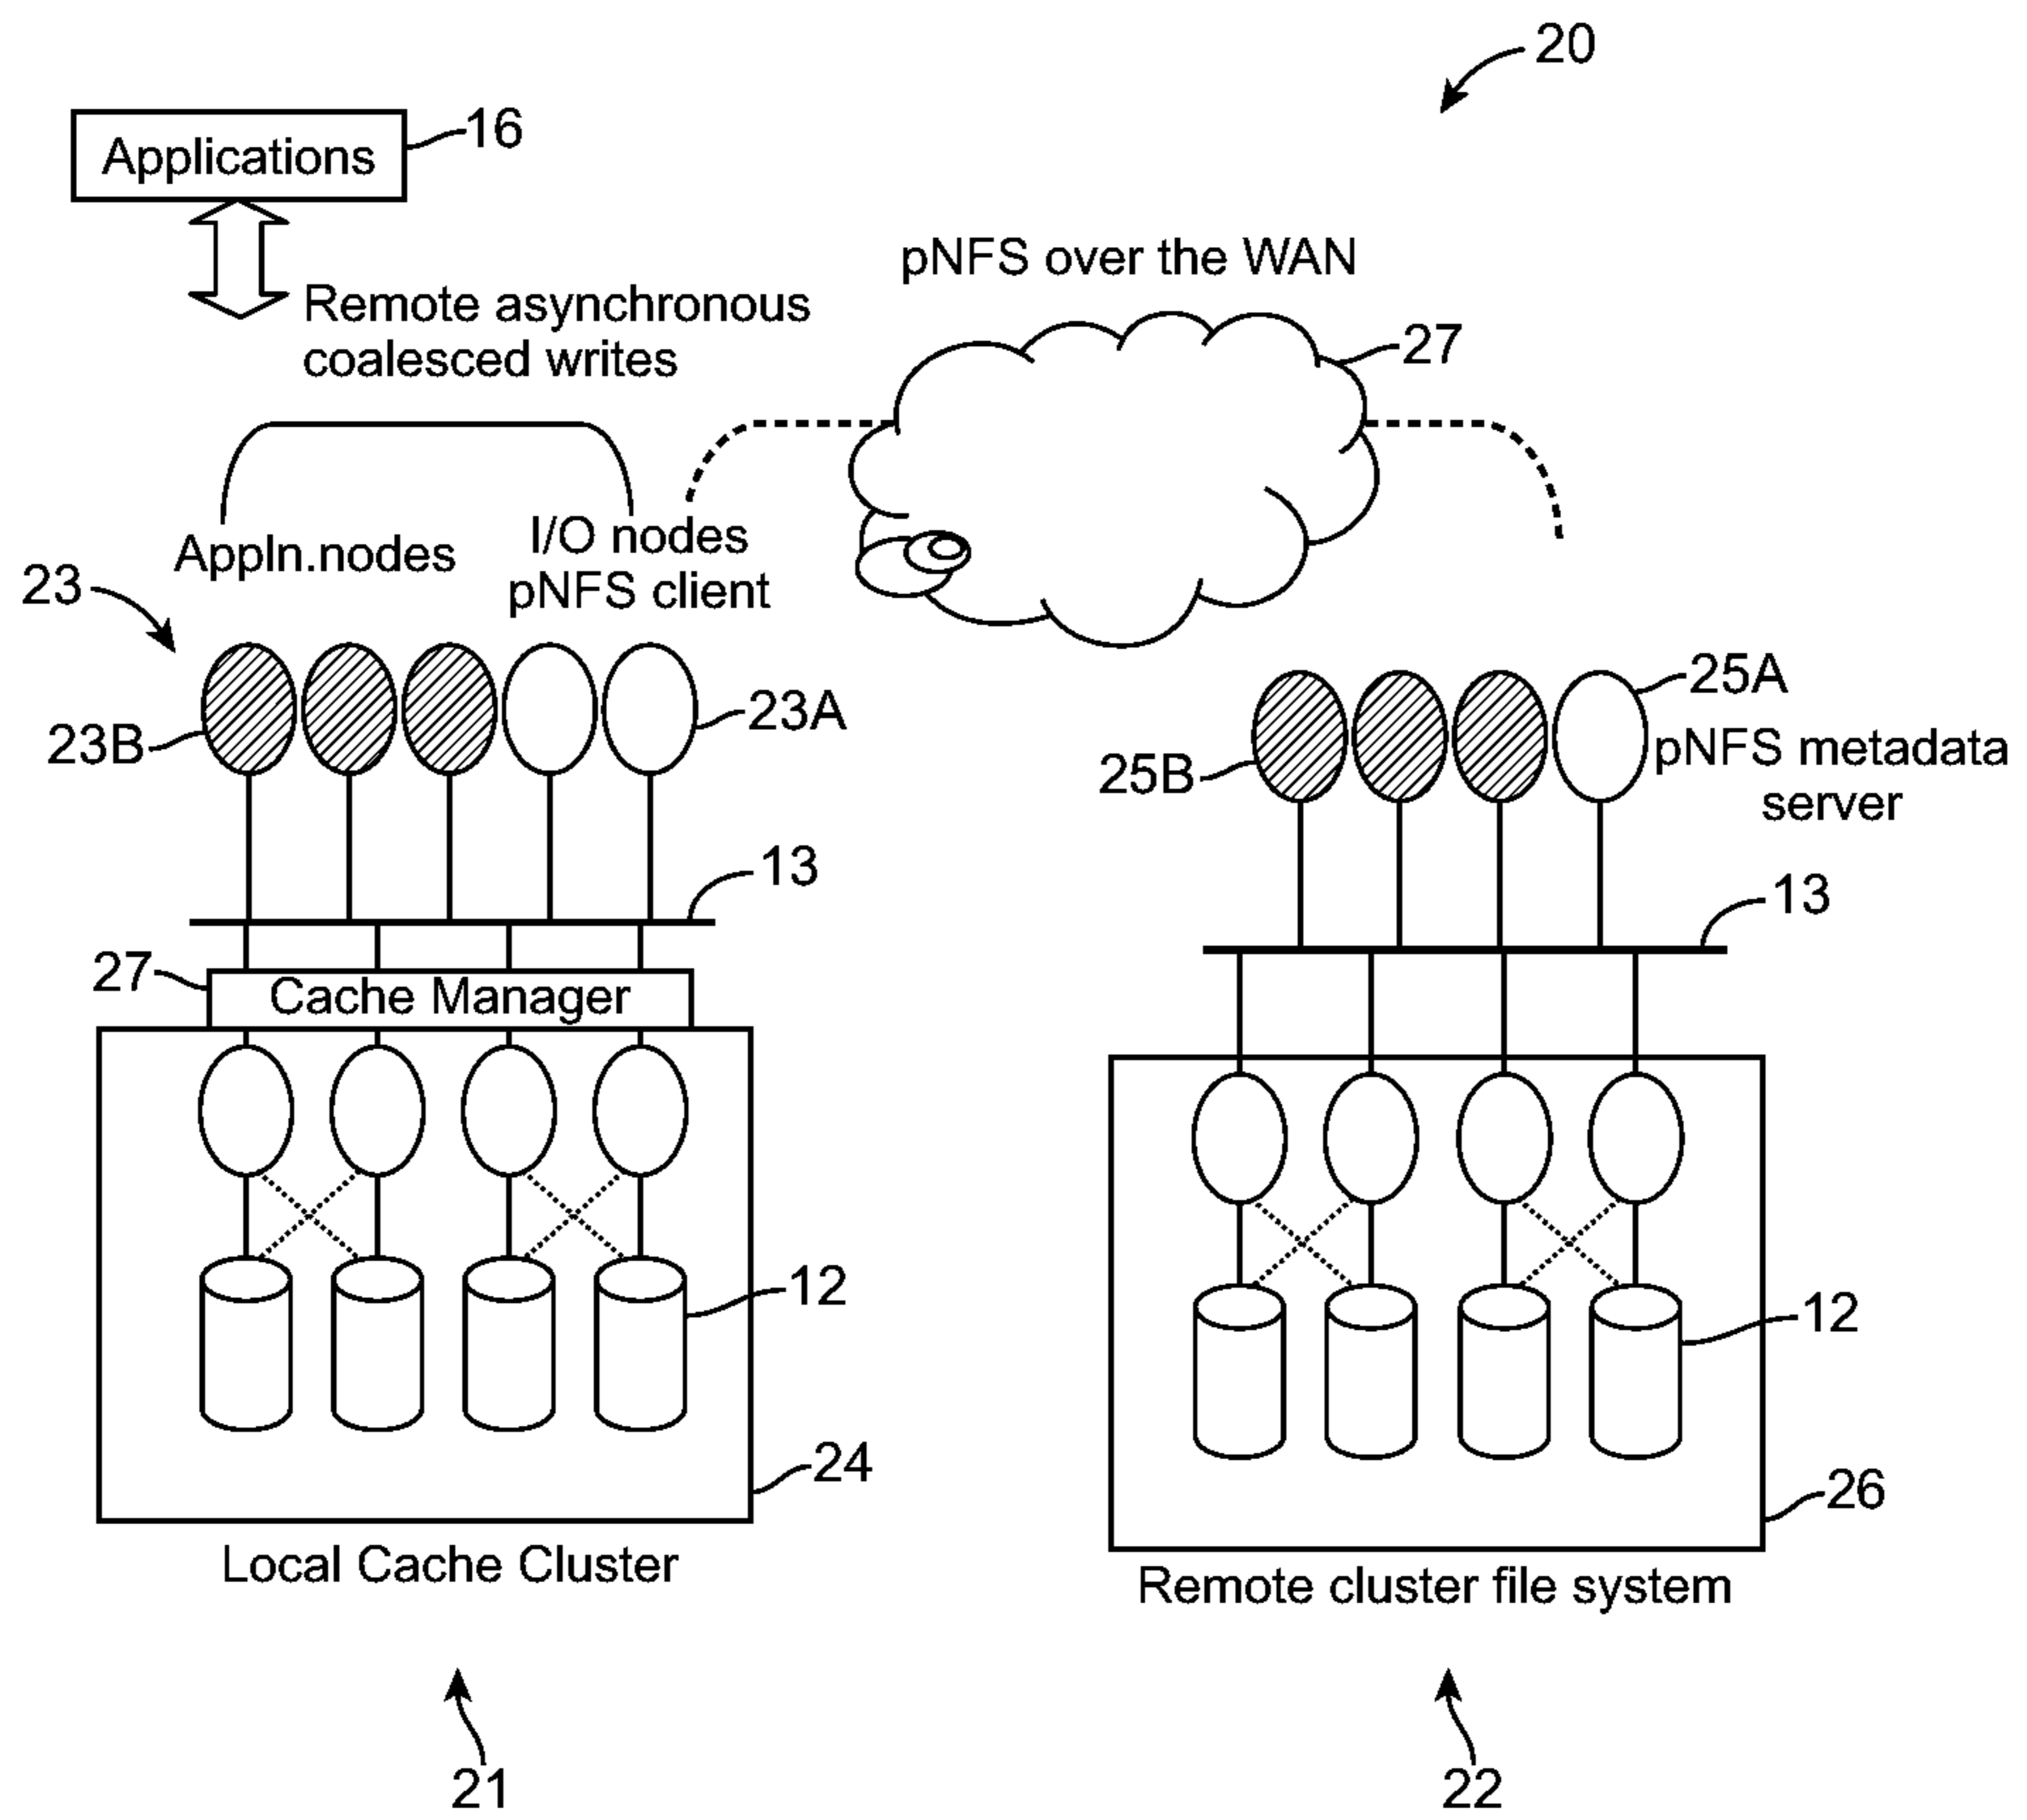 20
Applications
16
pNFS over the WAN
Remote asynchronous
coalesced writes
27
I/O nodes
pNFS client
Appln.nodes
23
23B
23A
25A
pNFS metadata
server
25B
13
13
27
Cache Manager
12
12
24
26
Local Cache Cluster
Remote cluster file system
21
22